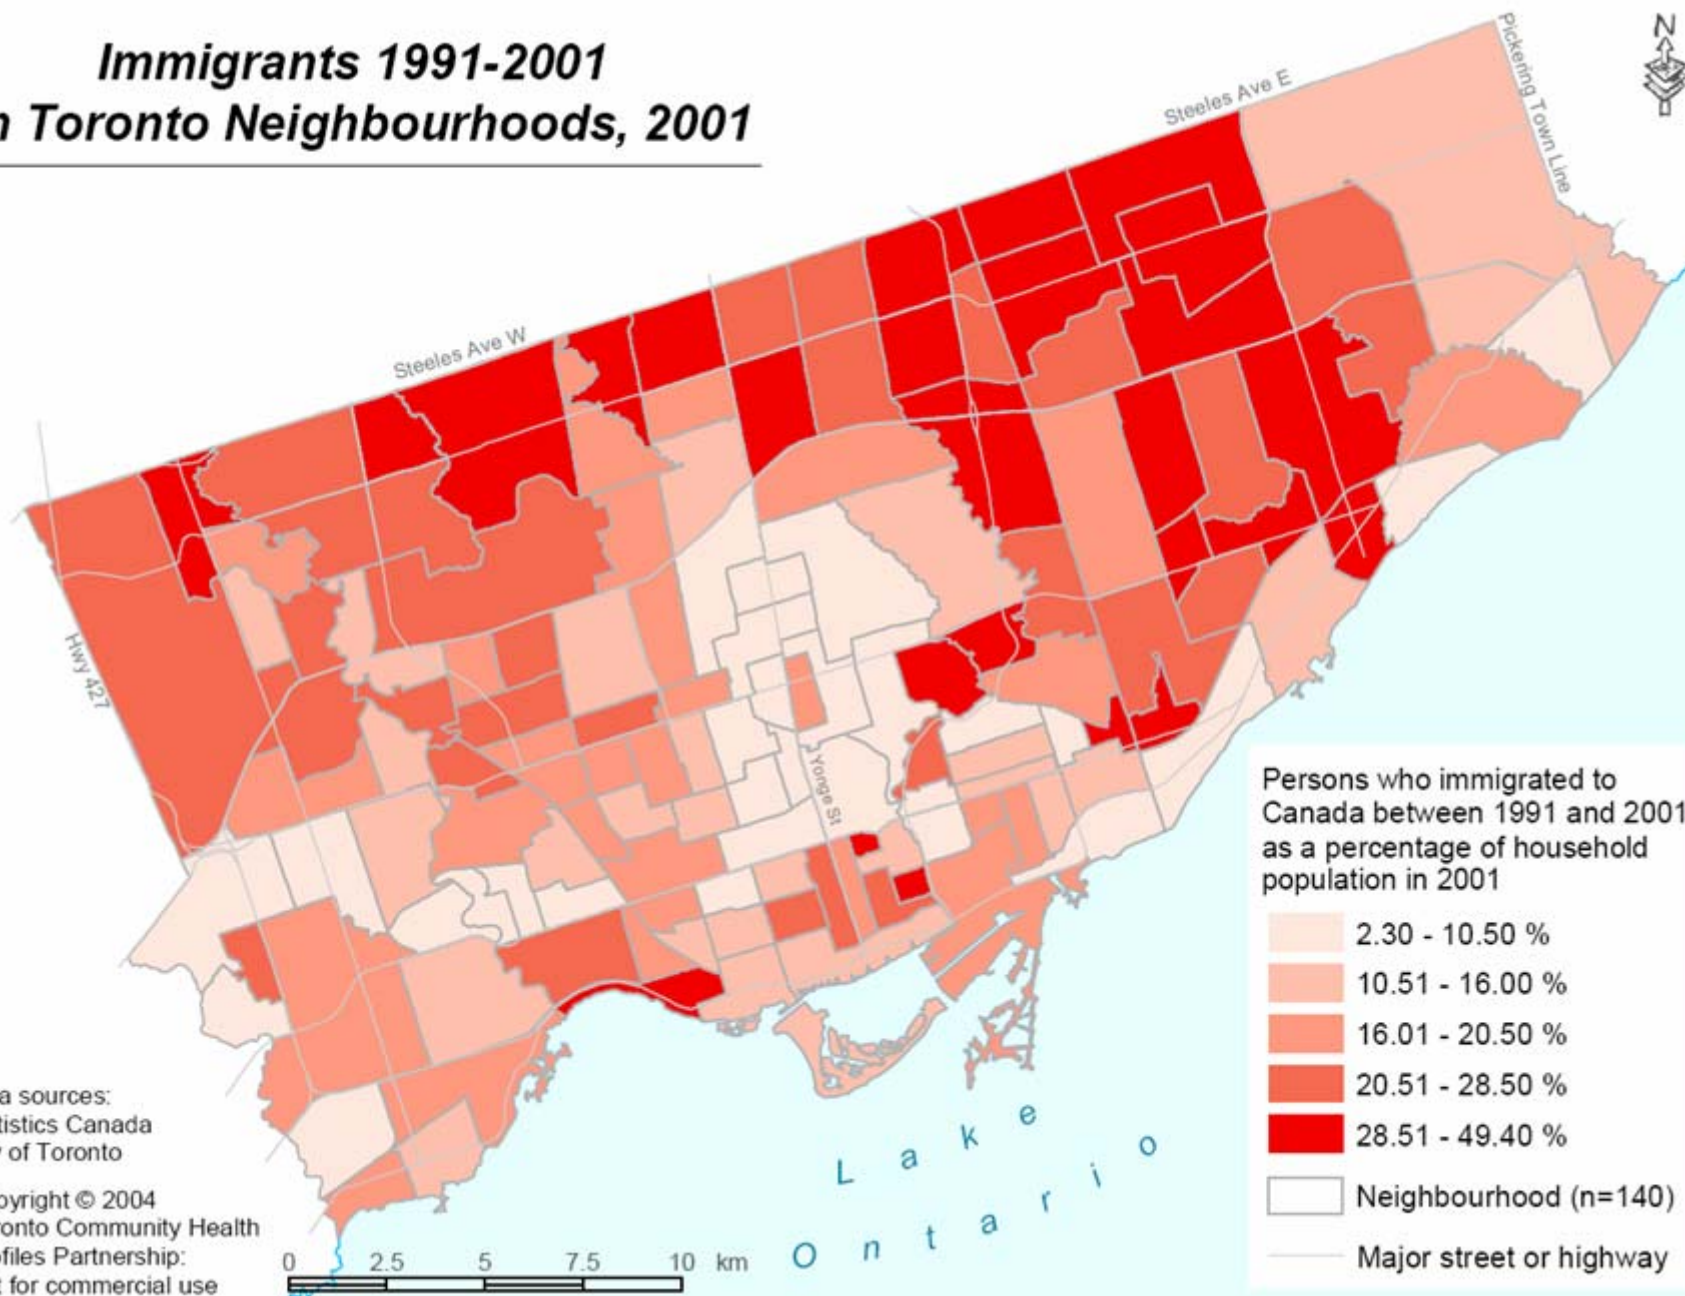 Immigrants 1991-2001
Toronto Neighbourhoods, 2001
N
Steeles Ave E
Pickering Town Line
Steeles Ave W
Hwy 427
Yonge St
Persons who immigrated to
Canada between 1991 and 2001
as a percentage of household
population in 2001
2.30 - 10.50 %
10.51 - 16.00 %
16.01 - 20.50 %
20.51 - 28.50 %
28.51 - 49.40 %
Neighbourhood (n=140)
Major street or highway
Lake
Ontario
a sources:
tistics Canada
y of Toronto
pyright © 2004
ronto Community Health
ofiles Partnership:
t for commercial use
0 2.5 5 7.5 10 km